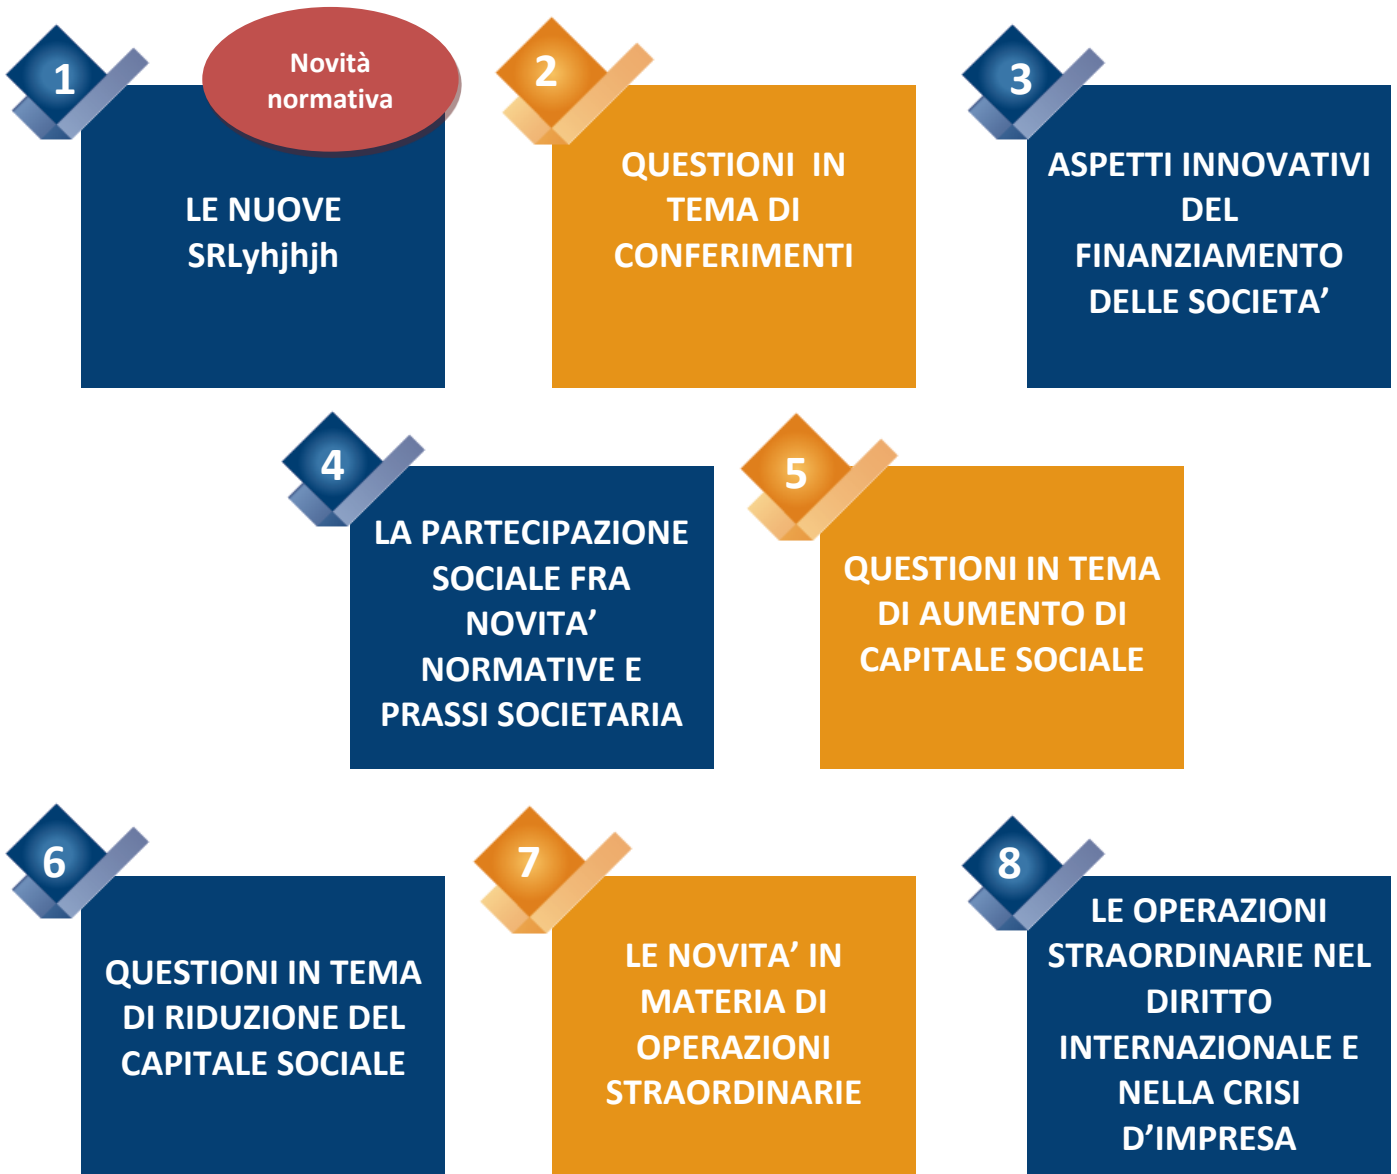 1
Novità
normativa
LE NUOVE
SRLyhjhjh
2
QUESTIONI  IN
TEMA DI
CONFERIMENTI
3
ASPETTI INNOVATIVI
DEL
FINANZIAMENTO
DELLE SOCIETA’
4
LA PARTECIPAZIONE
SOCIALE FRA
NOVITA’
NORMATIVE E
PRASSI SOCIETARIA
5
QUESTIONI IN TEMA
DI AUMENTO DI
CAPITALE SOCIALE
6
QUESTIONI IN TEMA
DI RIDUZIONE DEL
CAPITALE SOCIALE
7
LE NOVITA’ IN
MATERIA DI
OPERAZIONI
STRAORDINARIE
8
LE OPERAZIONI
STRAORDINARIE NEL
DIRITTO
INTERNAZIONALE E
NELLA CRISI
D’IMPRESA